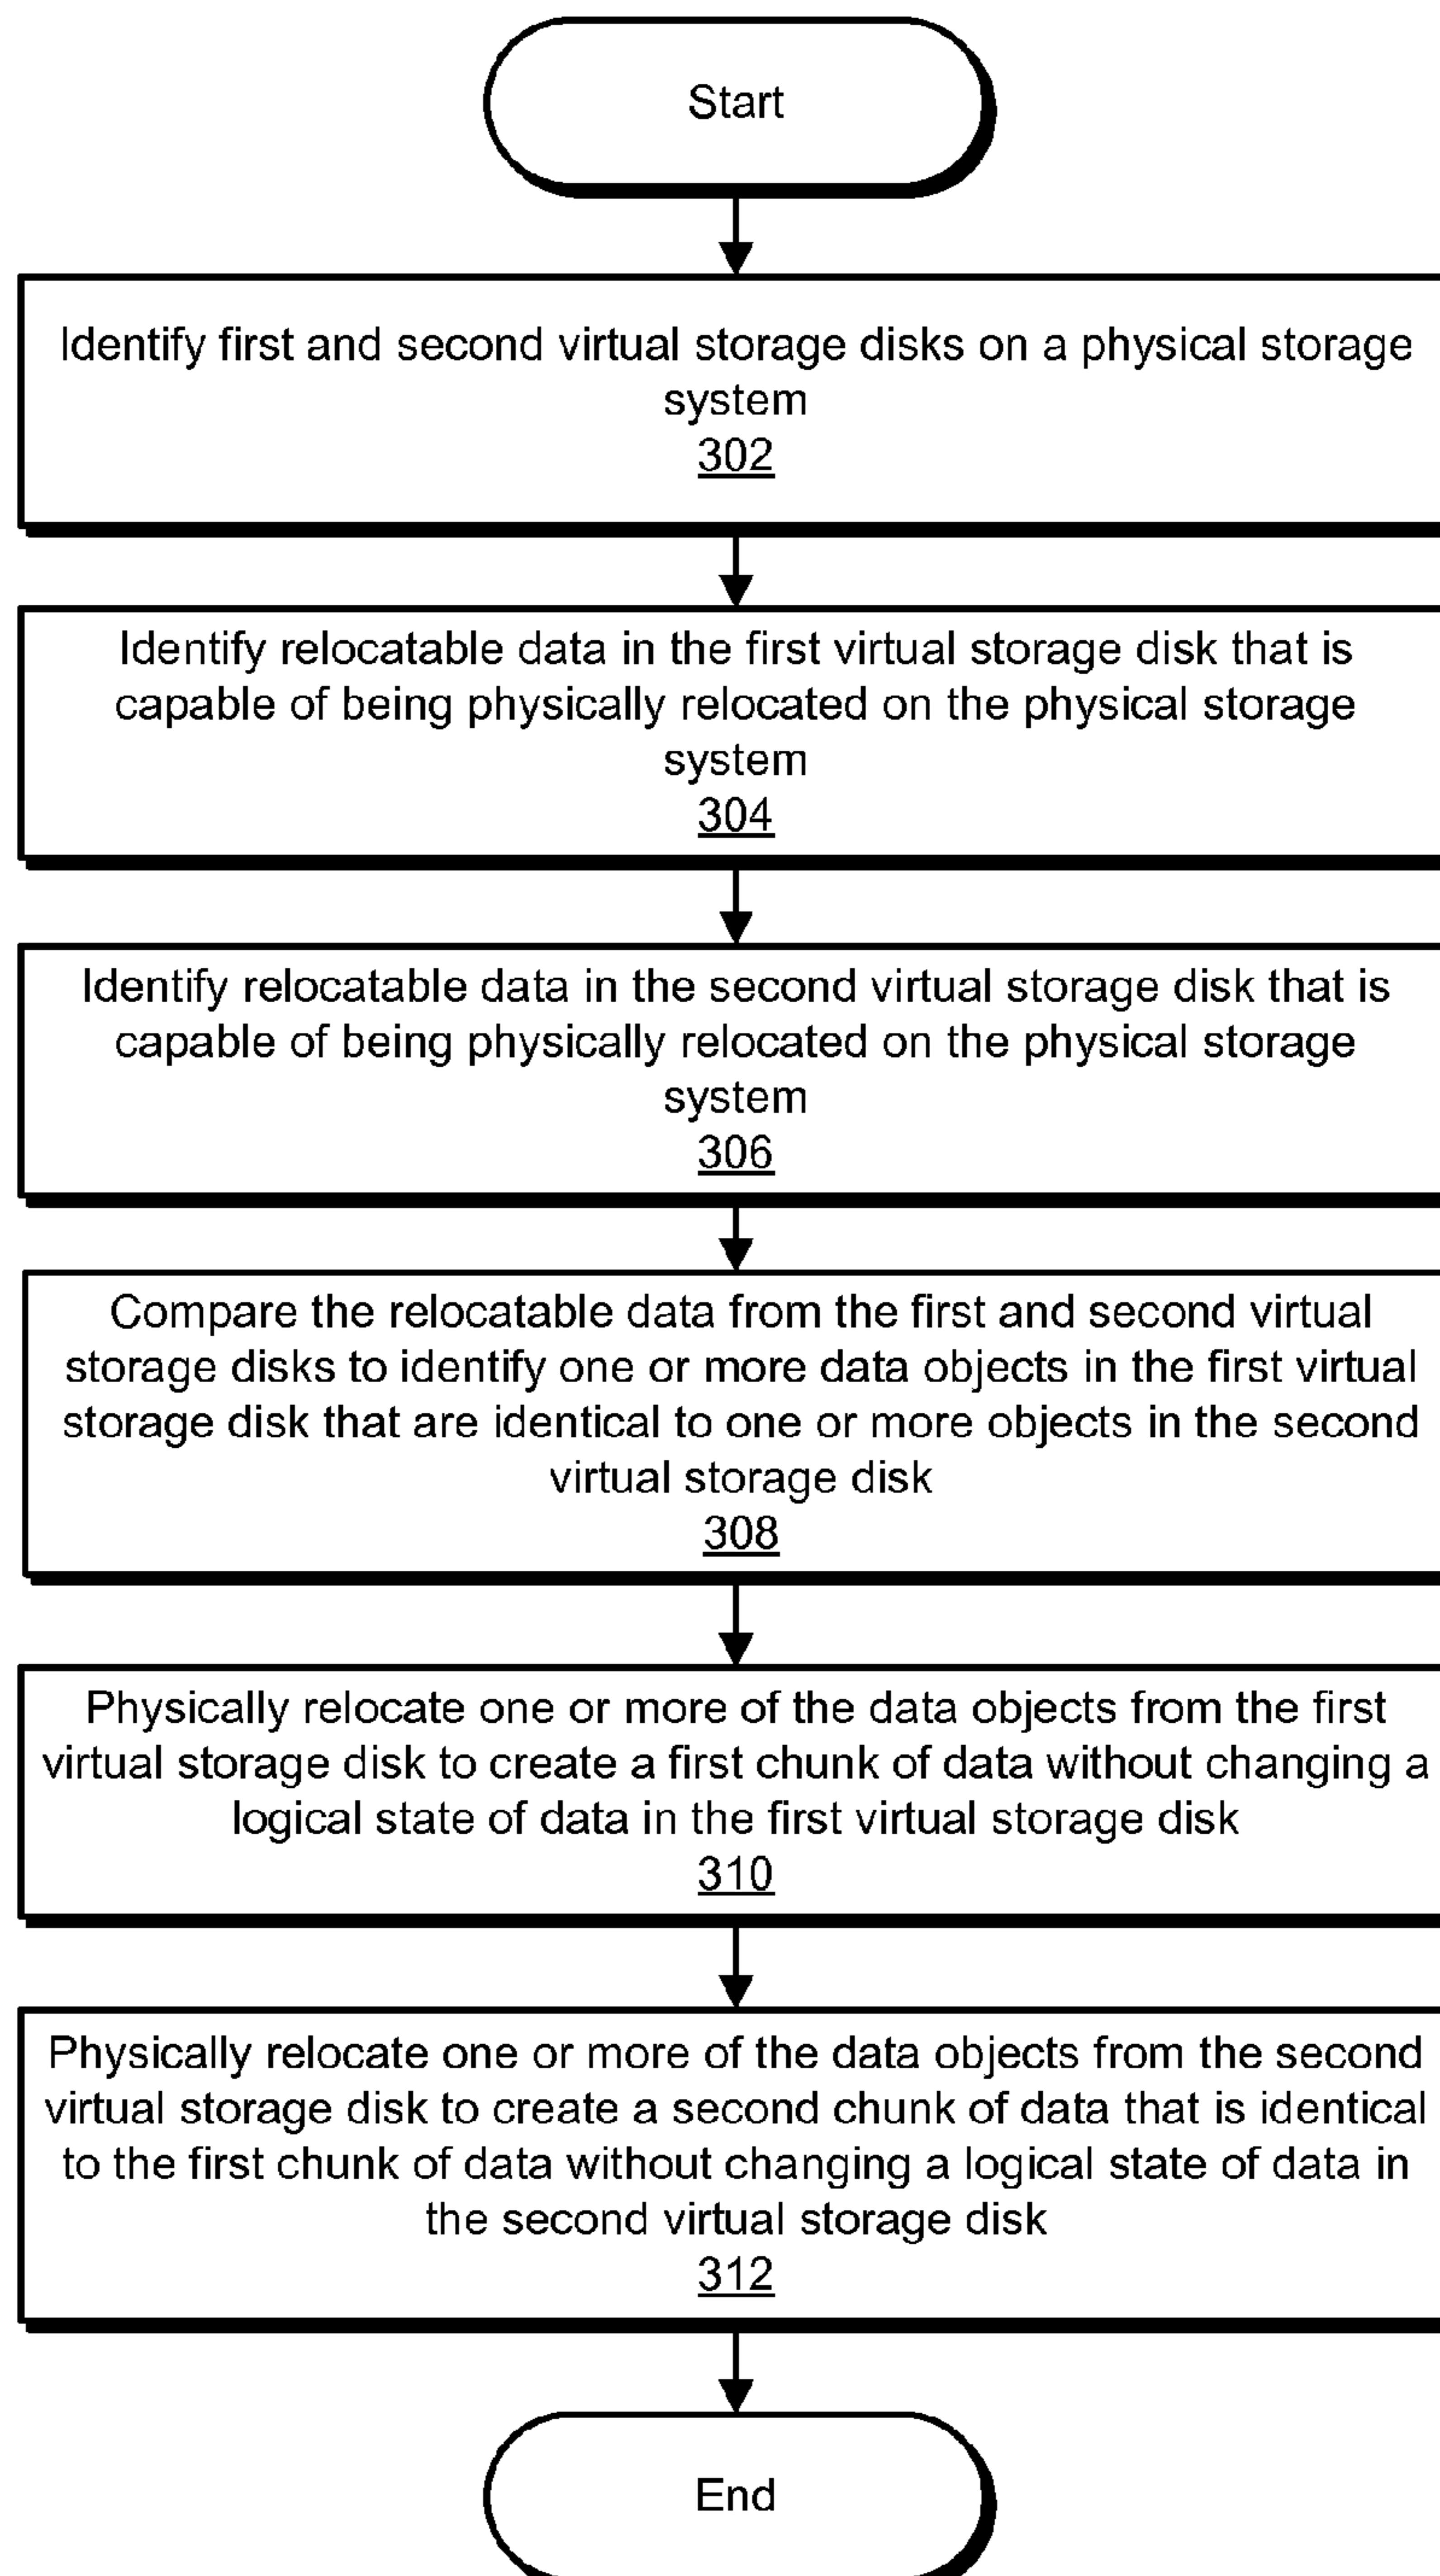 Start
Identify first and second virtual storage disks on a physical storage
system
302
Identify relocatable data in the first virtual storage disk that is
capable of being physically relocated on the physical storage
system
304
Identify relocatable data in the second virtual storage disk that is
capable of being physically relocated on the physical storage
system
306
Compare the relocatable data from the first and second virtual
storage disks to identify one or more data objects in the first virtual
storage disk that are identical to one or more objects in the second
virtual storage disk
308
Physically relocate one or more of the data objects from the first
virtual storage disk to create a first chunk of data without changing a
logical state of data in the first virtual storage disk
310
Physically relocate one or more of the data objects from the second
virtual storage disk to create a second chunk of data that is identical
to the first chunk of data without changing a logical state of data in
the second virtual storage disk
312
End